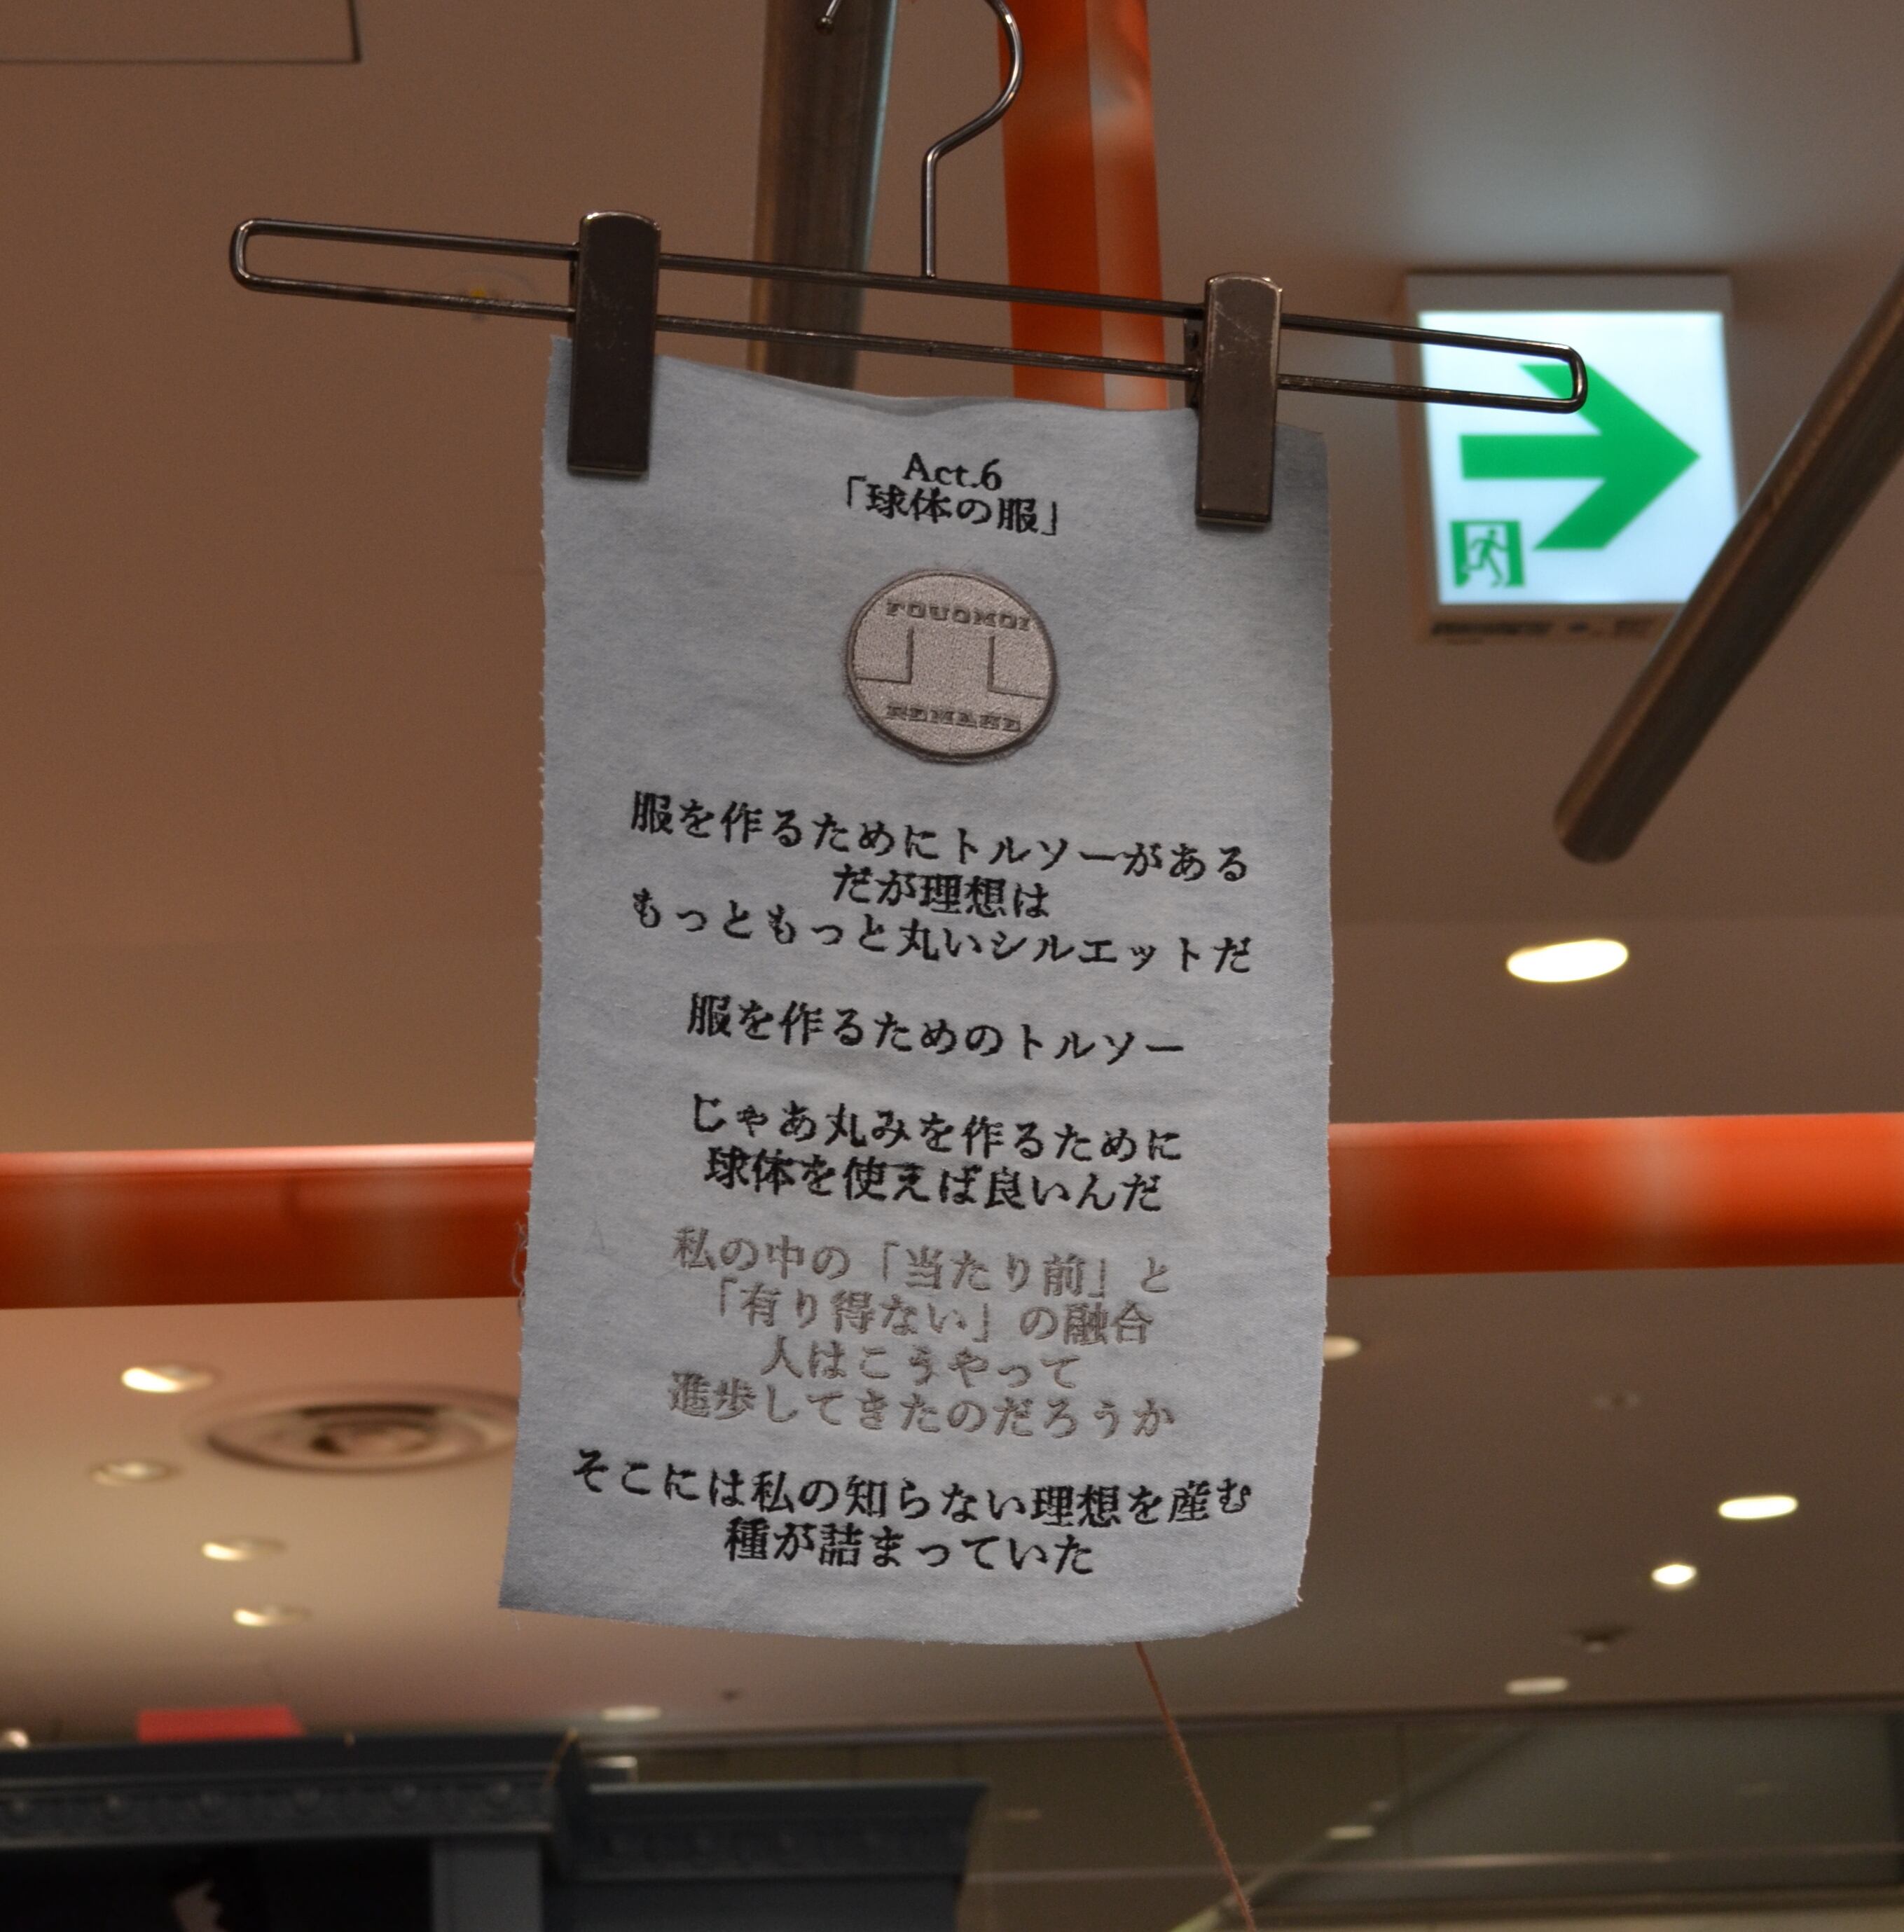 Act.6
「球体の服」
TOUOMOI
REMAKE
服を作るためにトルソーがある
だが理想は
もっともっと丸いシルエットだ
服を作るためのトルソー
じゃあ丸みを作るために
球体を使えば良いんだ
私の中の「当たり前」と
「有り得ない」の融合
人はこうやって
進歩してきたのだろうか
そこには私の知らない理想を産む
種が詰まっていた